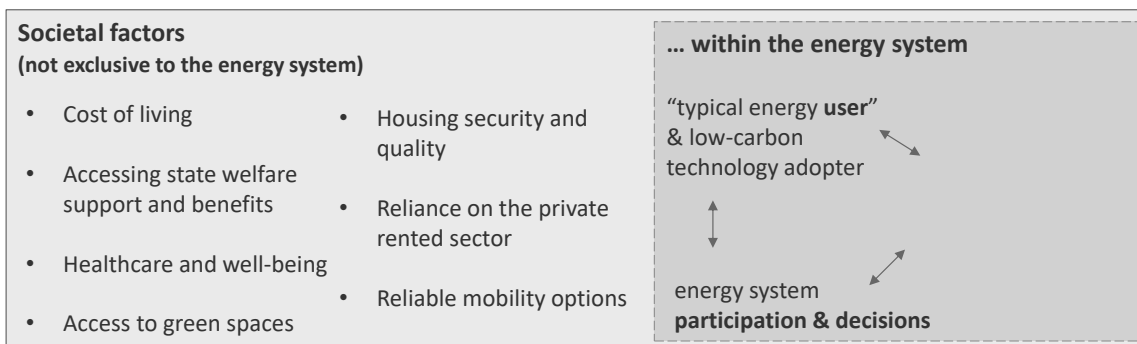 Societal factors
(not exclusive to the energy system)
• Cost of living
• Accessing state welfare
support and benefits
• Healthcare and well-being
• Access to green spaces
• Housing security and
quality
• Reliance on the private
rented sector
• Reliable mobility options
… within the energy system
“typical energy user”
& low-carbon
technology adopter
energy system
participation & decisions